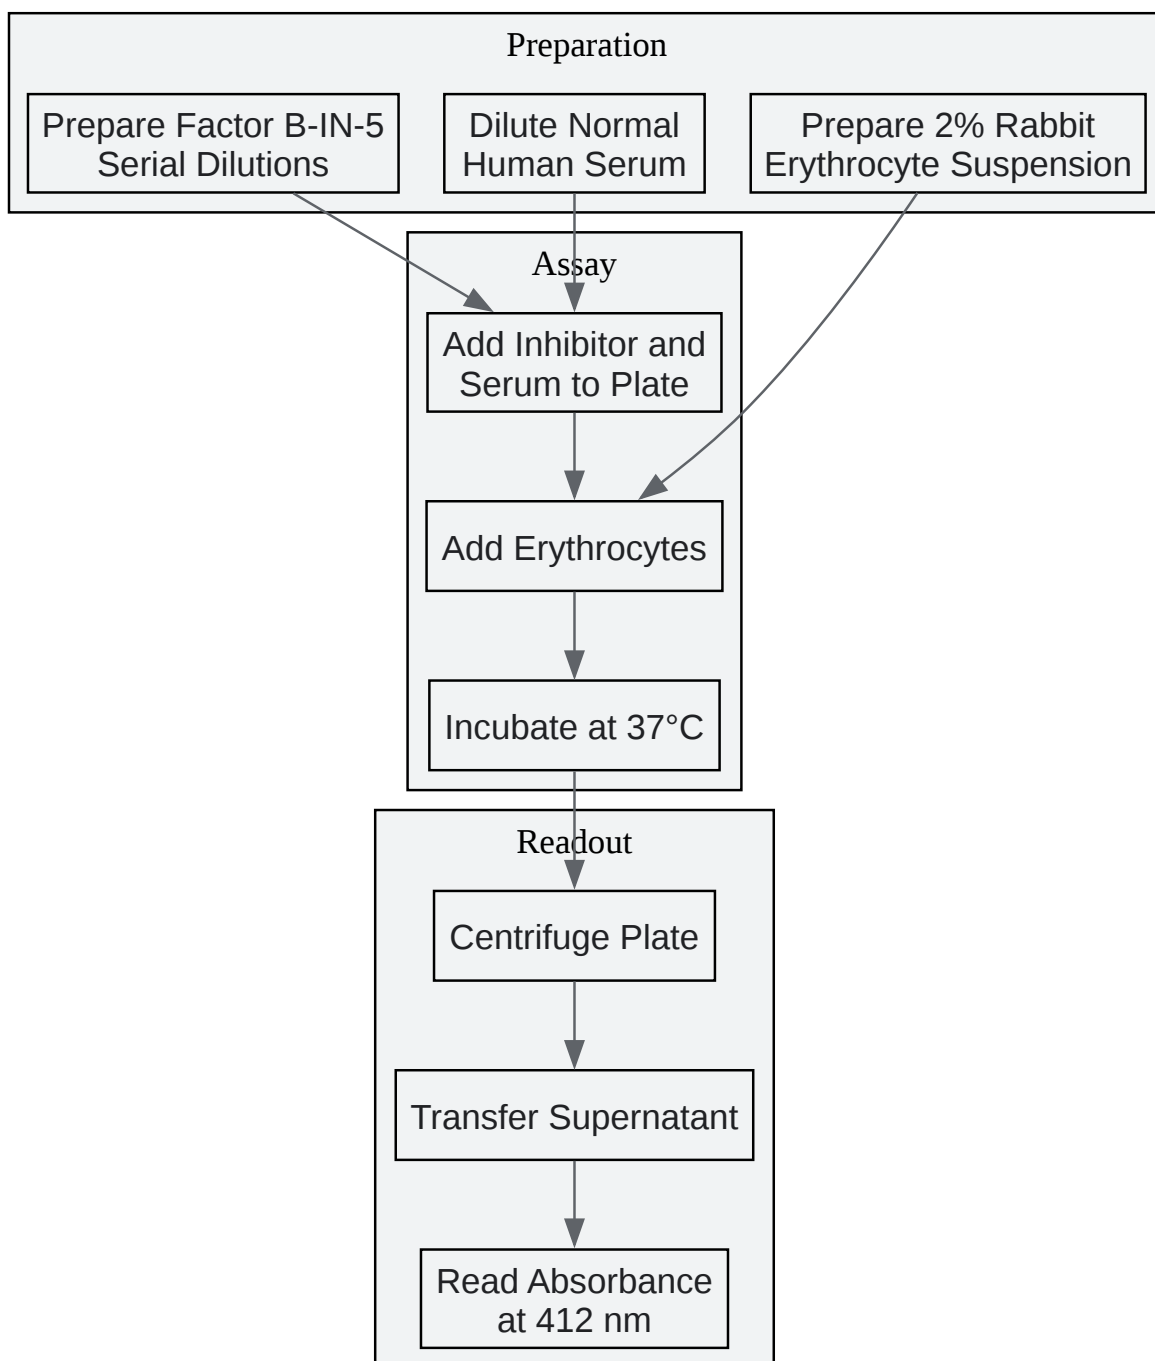 Preparation
Prepare Factor B-IN-5
Serial Dilutions
Dilute Normal
Human Serum
Prepare 2% Rabbit
Erythrocyte Suspension
Assay
Add Inhibitor and
Serum to Plate
Add Erythrocytes
Incubate at 37°C
Readout
Centrifuge Plate
Transfer Supernatant
Read Absorbance
at 412 nm